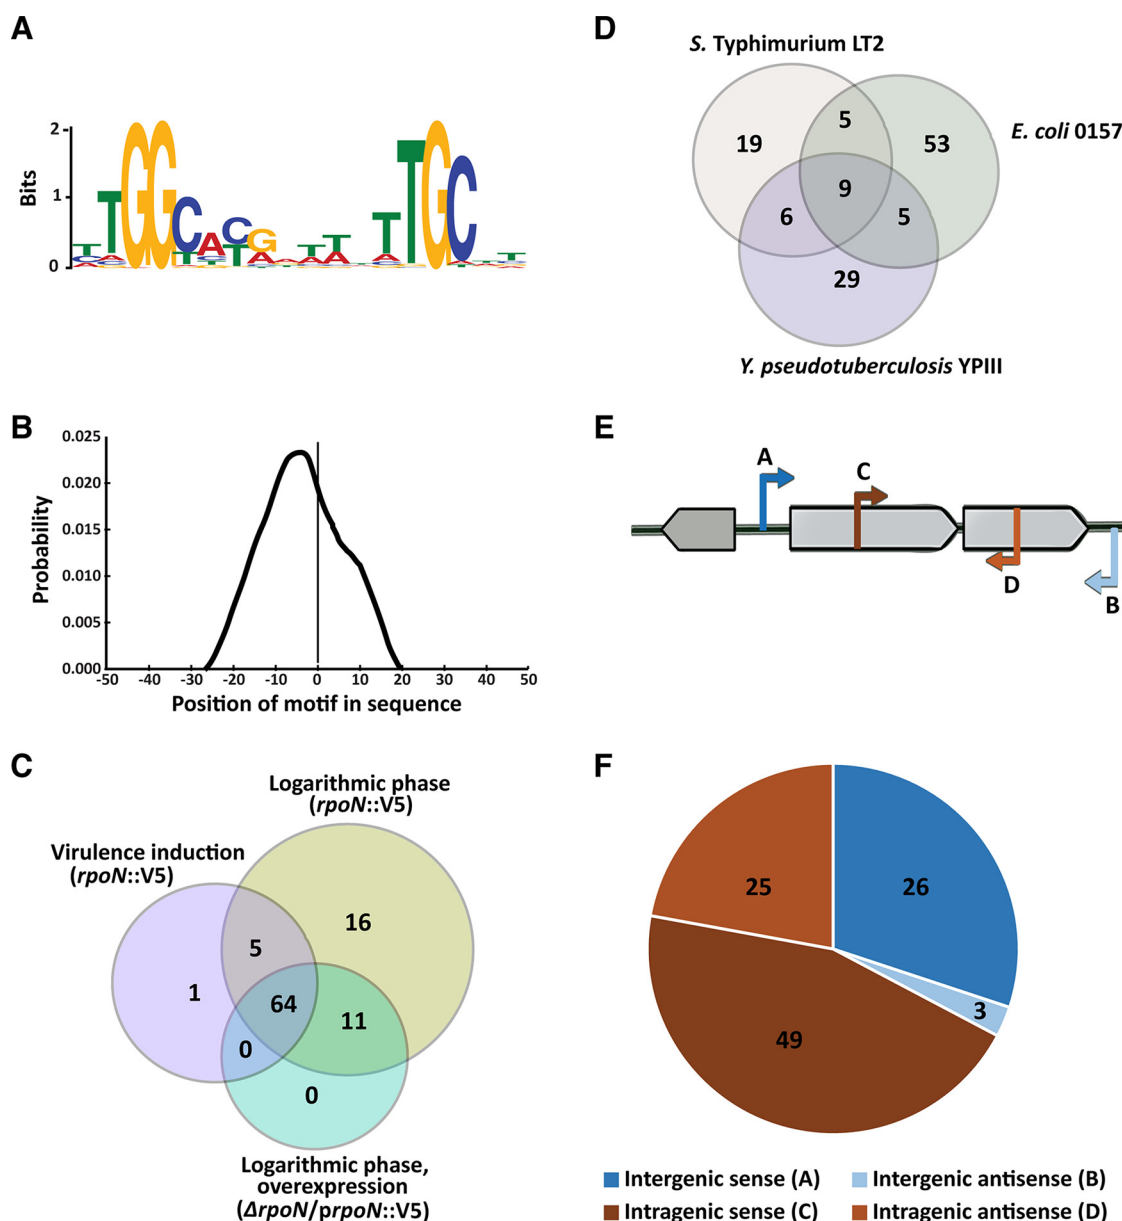 A
Bits
2
1
0
TTGGCACGATTTTTGC
B
Probability
0.025
0.020
0.015
0.010
0.005
0.000
-50 -40 -30 -20 -10 0 10 20 30 40 50
Position of motif in sequence
C
Logarithmic phase
(rpoN::V5)
Virulence induction
(rpoN::V5)
16
5
1
64
11
0
0
Logarithmic phase,
overexpression
(ΔrpoN/prpoN::V5)
D
S. Typhimurium LT2
E. coli 0157
5
19
53
9
6
5
29
Y. pseudotuberculosis YPIII
E
A
C
D
B
F
25
26
3
49
Intergenic sense (A)
Intergenic antisense (B)
Intragenic sense (C)
Intragenic antisense (D)